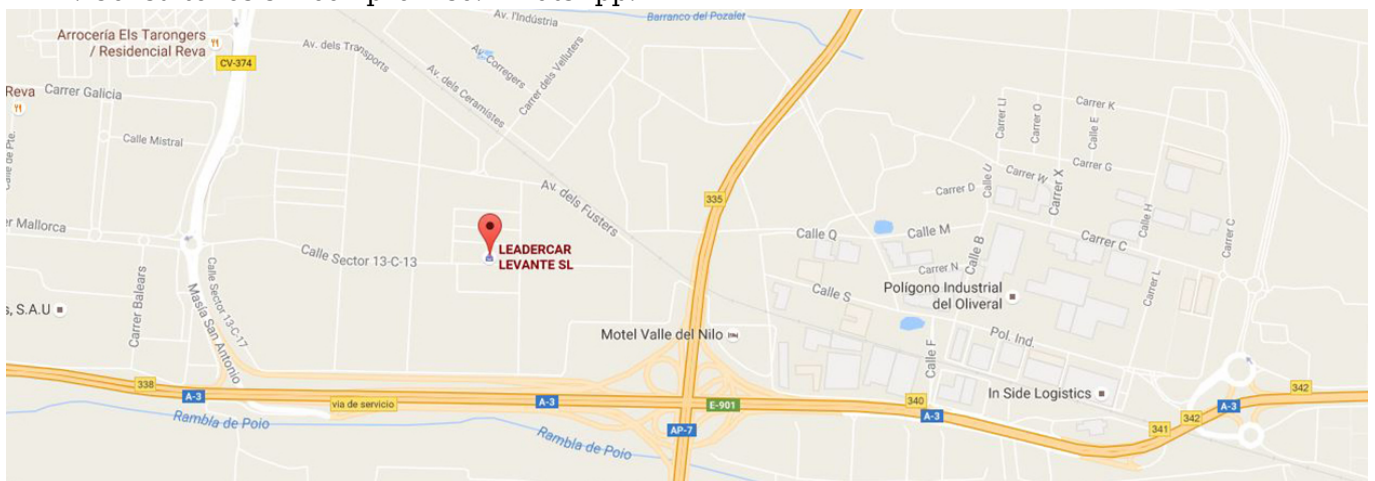 Av. l'Indústria
Barranco del Pozaler
Arrocería Els Tarongers
/ Residencial Reva
Av. dels Transports
Av. Corregers
Carrer dels Velluters
CV-374
Av. dels Ceramistes
Reva
Carrer Galicia
Calle Mistral
Carrer LI
Carrer O
Carrer K
Calle E
Carrer G
Calle U
Carrer W
Carrer X
Carrer D
Av. dels Fusters
335
Calle H
Carrer C
er Mallorca
Calle Q
Calle M
Calle B
Carrer C
LEADERCAR
LEVANTE SL
Calle Sector 13-C-13
Calle Sector 13-C-17
Carrer N
Carrer L
Calle S
Polígono Industrial
del Oliveral
s, S.A.U
Carrer Balears
Masía San Antonio
Motel Valle del Nilo
Pol. Ind.
Calle F
338
A-3
via de servicio
A-3
E-901
340
A-3
In Side Logistics
342
A-3
342
341
Rambla de Poio
AP-7
Rambla de Poio